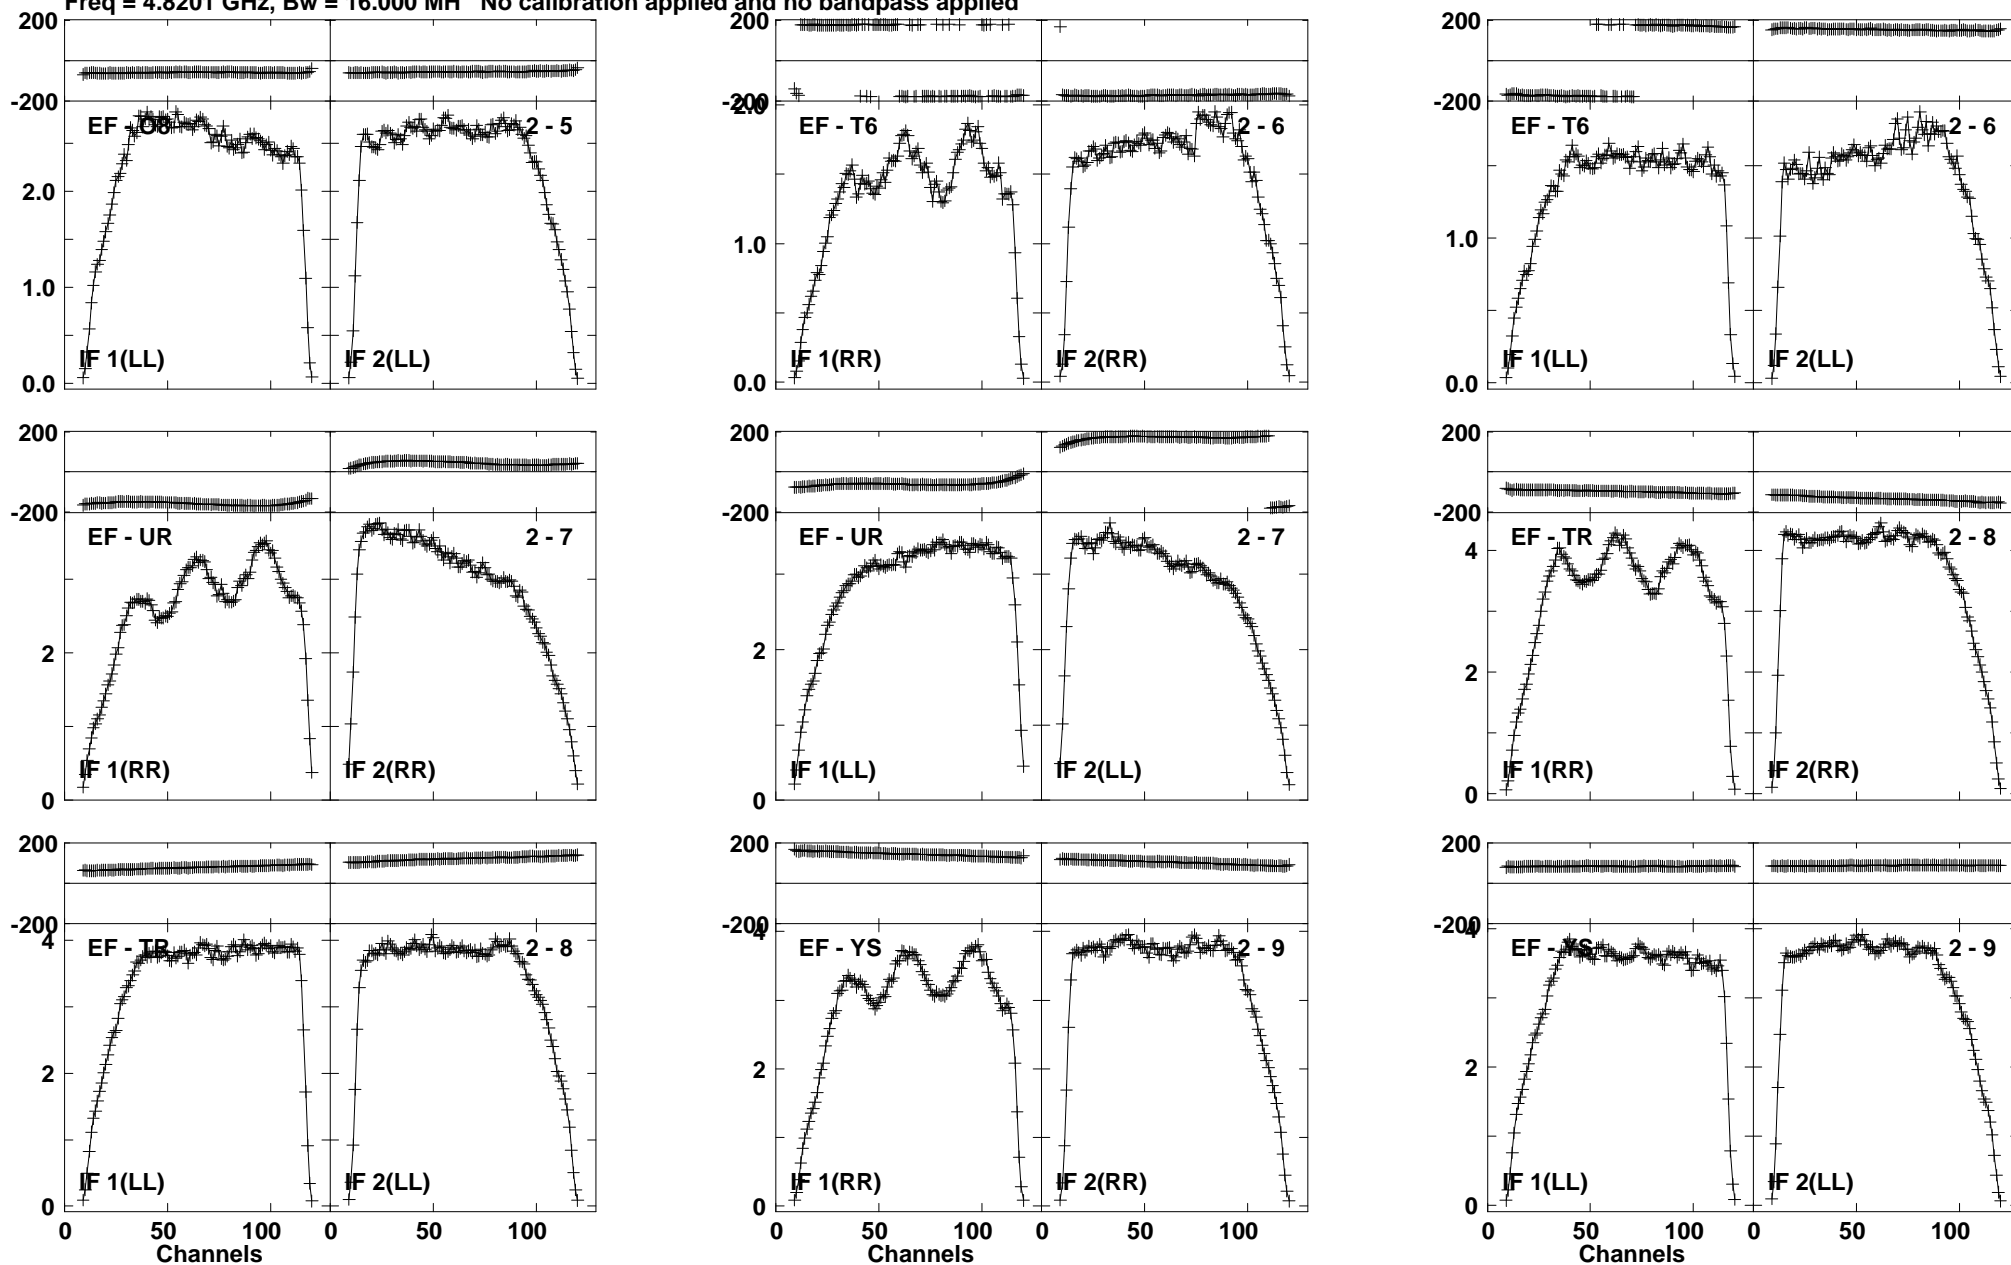 Freq = 4.8201 GHz, Bw = 16.000 MH No calibration applied and no bandpass applied
200
-200
EF - O8
2 - 5
2.0
1.0
0.0
IF 1(LL)
IF 2(LL)
200
-200
2.0
EF - T6
2 - 6
1.0
0.0
IF 1(RR)
IF 2(RR)
200
-200
EF - T6
2 - 6
1.0
0.0
IF 1(LL)
IF 2(LL)
200
-200
EF - UR
2 - 7
2
0
IF 1(RR)
IF 2(RR)
200
-200
EF - UR
2 - 7
2
0
IF 1(LL)
IF 2(LL)
200
-200
EF - TR
2 - 8
4
2
0
IF 1(RR)
IF 2(RR)
200
-200
4
EF - TR
2 - 8
2
0
IF 1(LL)
IF 2(LL)
0 50 100 0 50 100
Channels
200
-200
4
EF - YS
2 - 9
2
0
IF 1(RR)
IF 2(RR)
50 100 0 50 100
200
-200
4
EF - YS
2 - 9
2
0
IF 1(LL)
IF 2(LL)
0 50 100 0 50 100
Channels